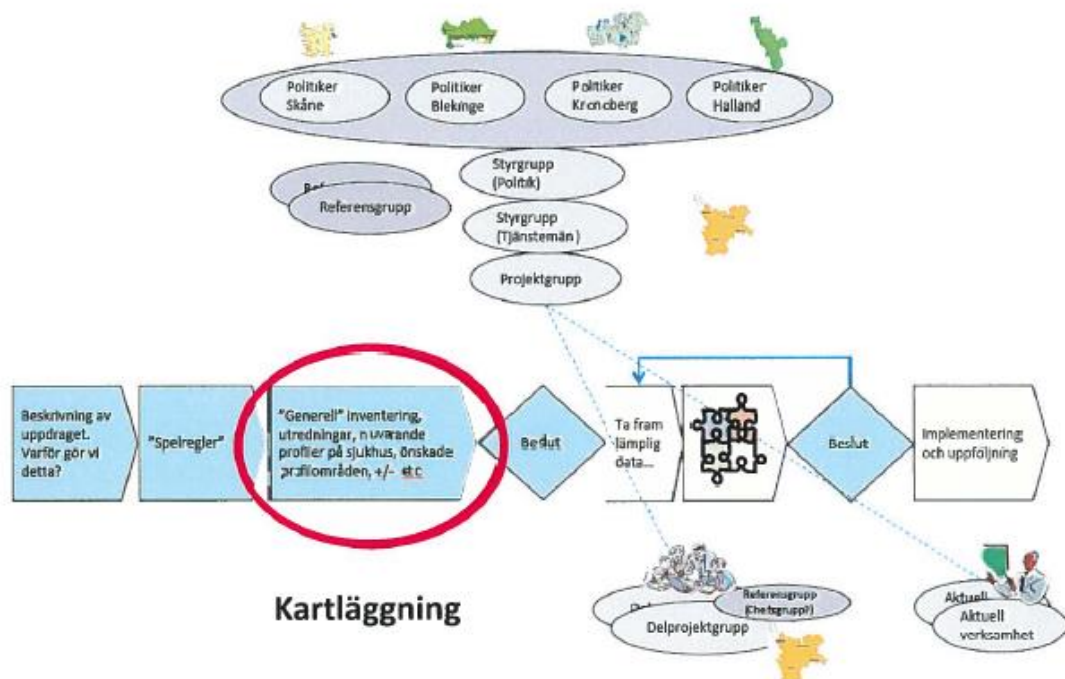 Politiker
Skåne
Politiker
Blekinge
Politiker
Kronoberg
Politiker
Halland
Styrgrupp
(Politik)
Referensgrupp
Styrgrupp
(Tjänstemän)
Projektgrupp
Beskrivning av
uppdraget.
Varför gör vi
detta?
"Spelregler"
"Generell" inventering,
utredningar, nuvarande
profiler på sjukhus, önskade
profilområden, +/- etc
Beslut
Ta fram
lämplig
data...
Beslut
Implementering
och uppföljning
Kartläggning
Referensgrupp
(Chefsgrupp?)
Delprojektgrupp
Aktuell
Aktuell
verksamhet